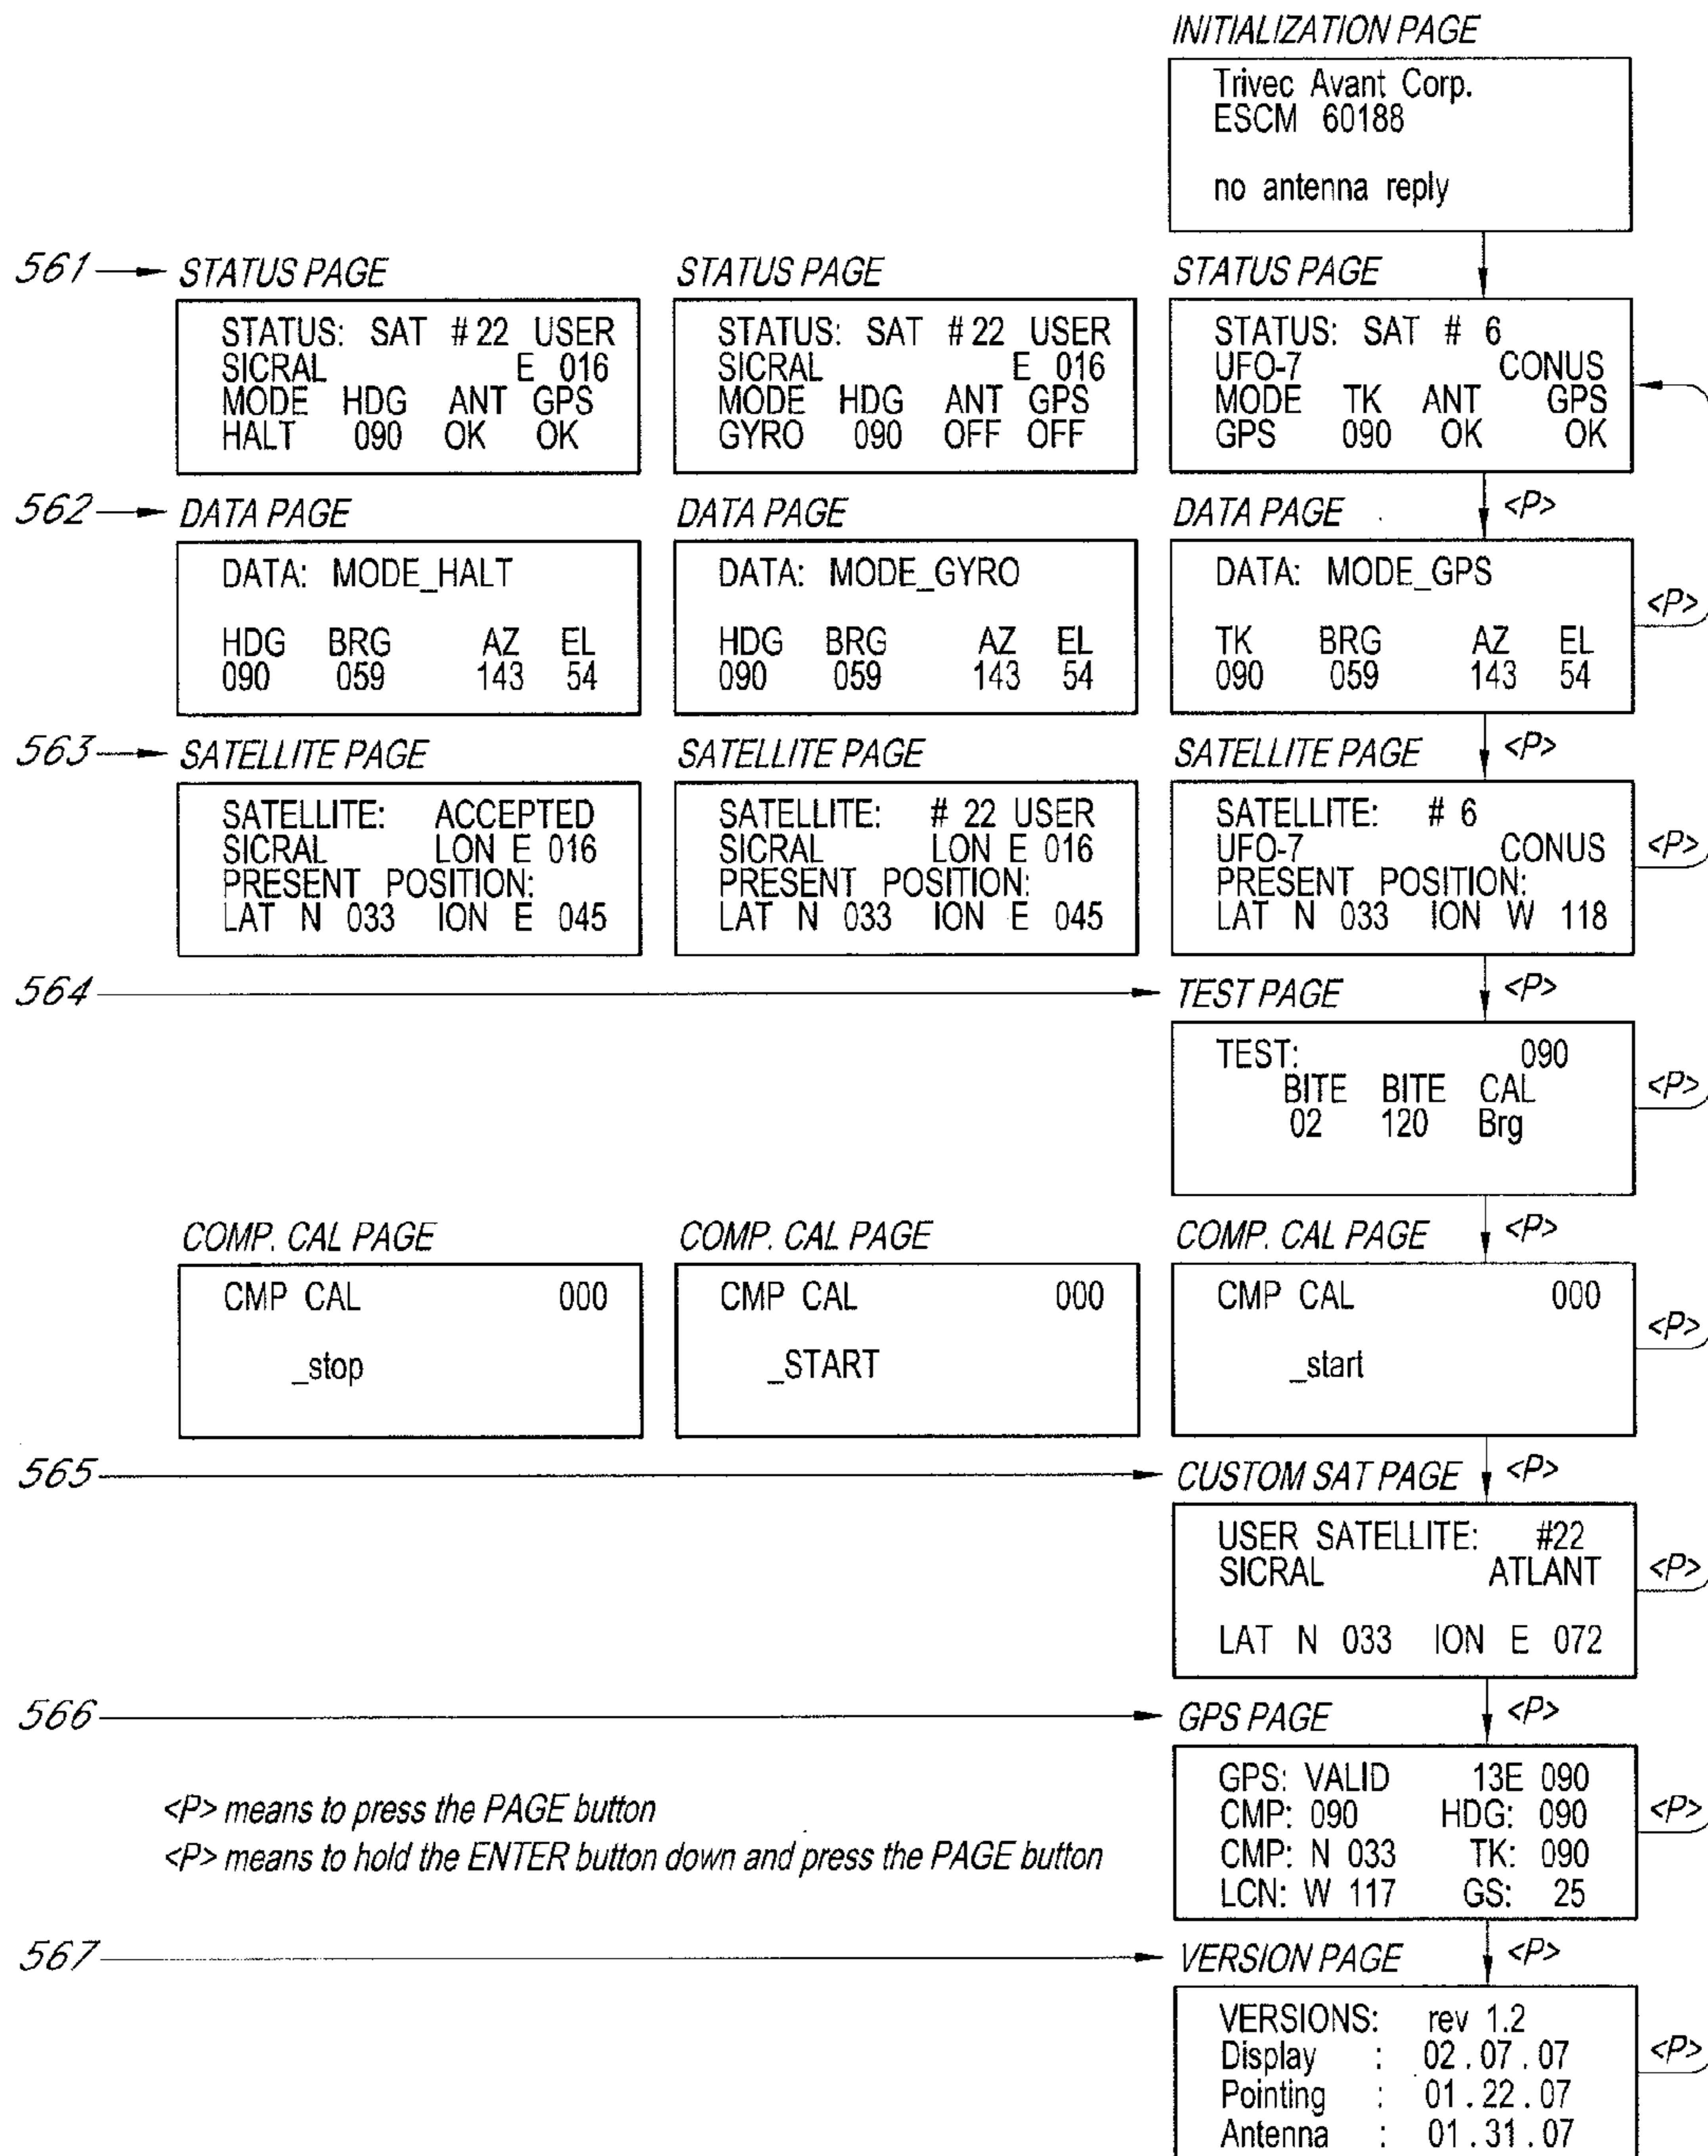 INITIALIZATION PAGE
Trivec Avant Corp.
ESCM 60188
no antenna reply
561 STATUS PAGE
STATUS: SAT #22 USER
SICRAL E 016
MODE HDG ANT GPS
HALT 090 OK OK
STATUS PAGE
STATUS: SAT #22 USER
SICRAL E 016
MODE HDG ANT GPS
GYRO 090 OFF OFF
STATUS PAGE
STATUS: SAT # 6
UFO-7 CONUS
MODE TK ANT GPS
GPS 090 OK OK
<P>
562 DATA PAGE
DATA: MODE_HALT
HDG BRG AZ EL
090 059 143 54
DATA PAGE
DATA: MODE_GYRO
HDG BRG AZ EL
090 059 143 54
DATA PAGE
DATA: MODE_GPS
TK BRG AZ EL
090 059 143 54
<P>
<P>
563 SATELLITE PAGE
SATELLITE: ACCEPTED
SICRAL LON E 016
PRESENT POSITION:
LAT N 033 ION E 045
SATELLITE PAGE
SATELLITE: # 22 USER
SICRAL LON E 016
PRESENT POSITION:
LAT N 033 ION E 045
SATELLITE PAGE
SATELLITE: # 6
UFO-7 CONUS
PRESENT POSITION:
LAT N 033 ION W 118
<P>
<P>
564 TEST PAGE
TEST: 090
BITE BITE CAL
02 120 Brg
<P>
<P>
COMP. CAL PAGE
CMP CAL 000
_stop
COMP. CAL PAGE
CMP CAL 000
_START
COMP. CAL PAGE
CMP CAL 000
_start
<P>
<P>
565 CUSTOM SAT PAGE
USER SATELLITE: #22
SICRAL ATLANT
LAT N 033 ION E 072
<P>
<P>
566 GPS PAGE
GPS: VALID 13E 090
CMP: 090 HDG: 090
CMP: N 033 TK: 090
LCN: W 117 GS: 25
<P>
<P> means to press the PAGE button
<P> means to hold the ENTER button down and press the PAGE button
567 VERSION PAGE
<P>
VERSIONS: rev 1.2
Display : 02.07.07
Pointing : 01.22.07
Antenna : 01.31.07
<P>